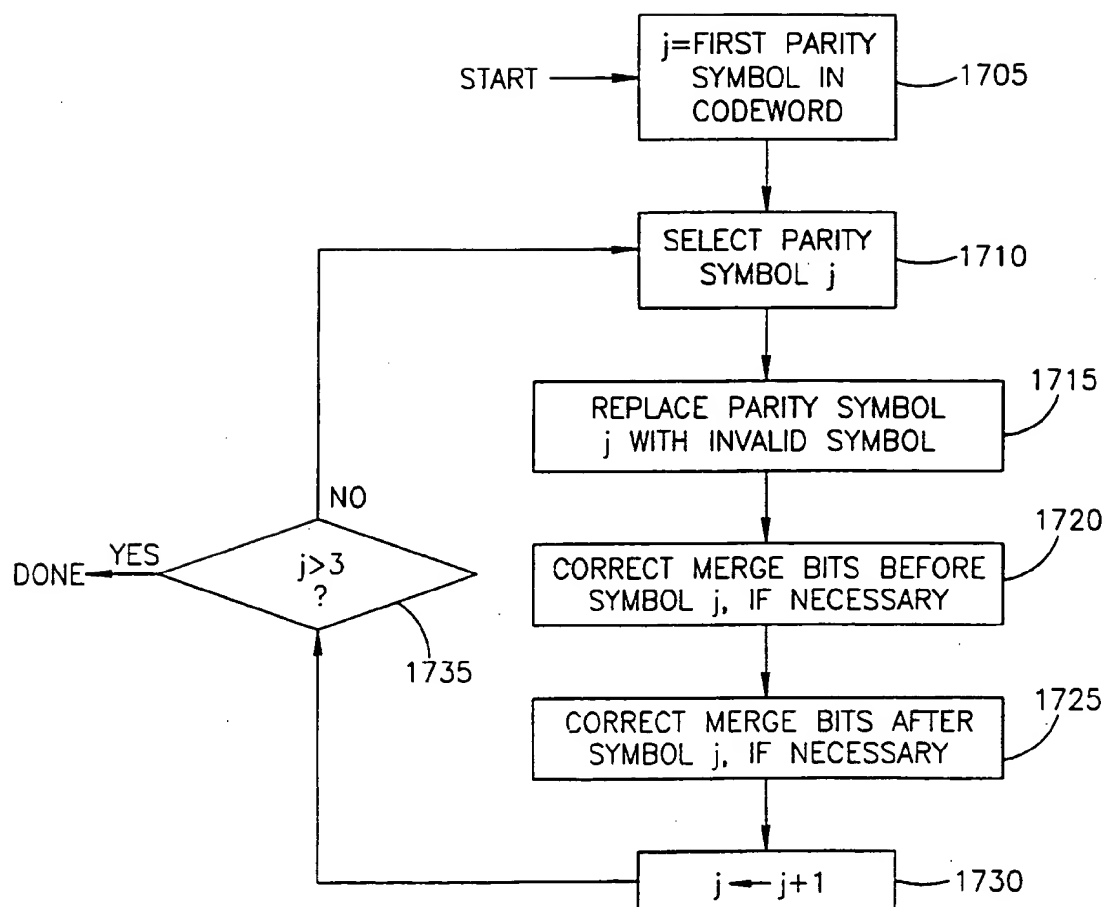 START
j=FIRST PARITY
SYMBOL IN
CODEWORD
1705
SELECT PARITY
SYMBOL j
1710
REPLACE PARITY SYMBOL
j WITH INVALID SYMBOL
1715
CORRECT MERGE BITS BEFORE
SYMBOL j, IF NECESSARY
1720
CORRECT MERGE BITS AFTER
SYMBOL j, IF NECESSARY
1725
j ← j+1
1730
j>3
?
1735
NO
YES
DONE